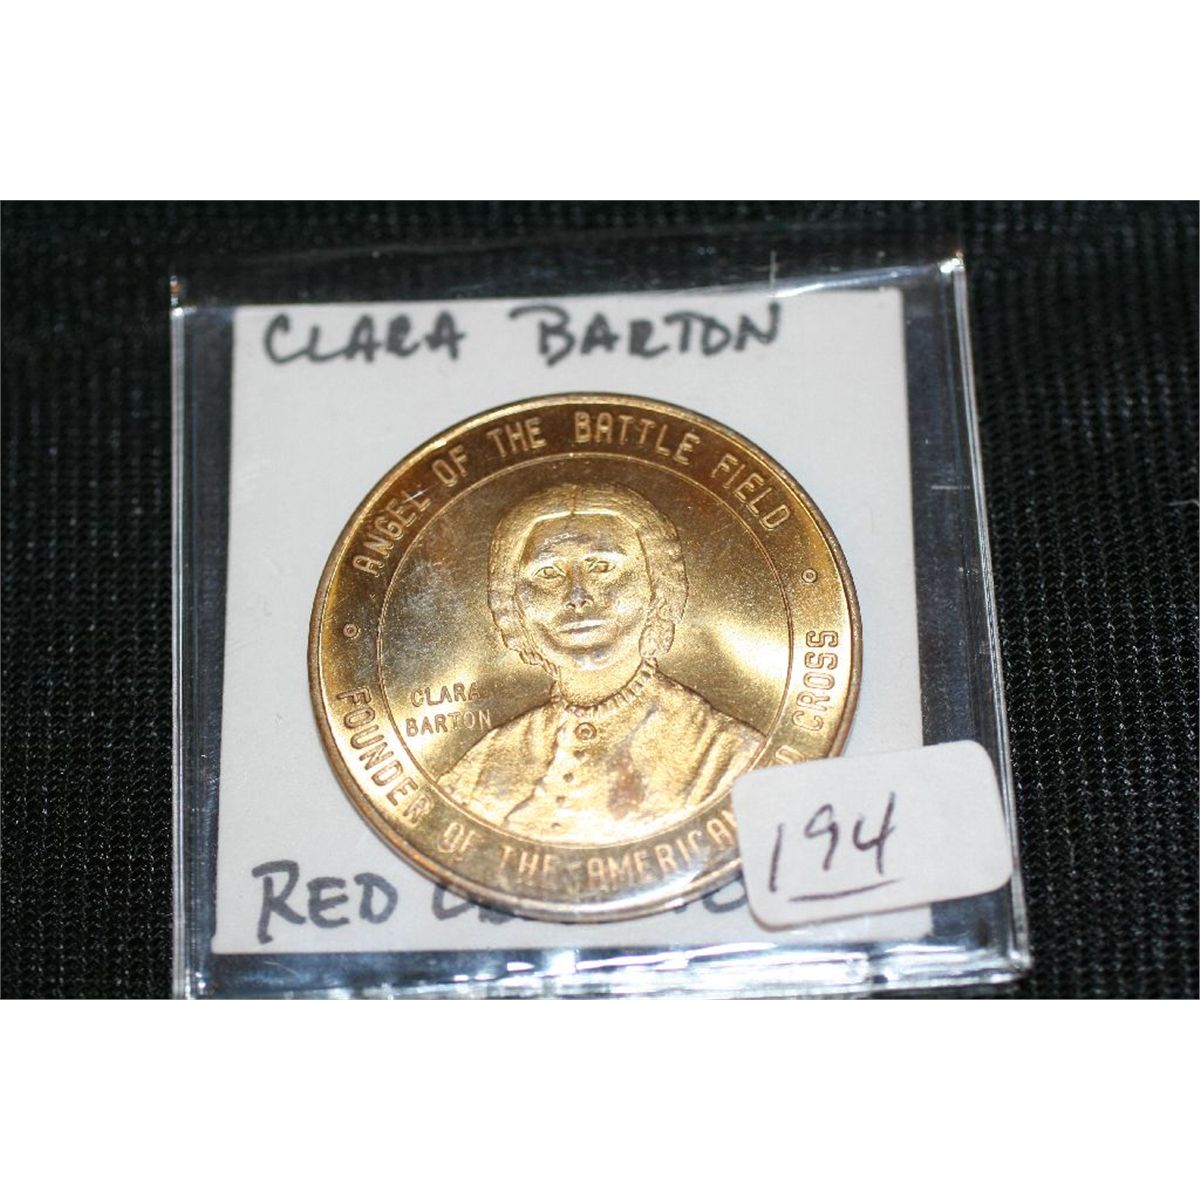 CLARA BARTON
ANGEL OF THE BATTLE FIELD
CLARA
BARTON
FOUNDER OF THE AMERICAN CROSS
RED
194